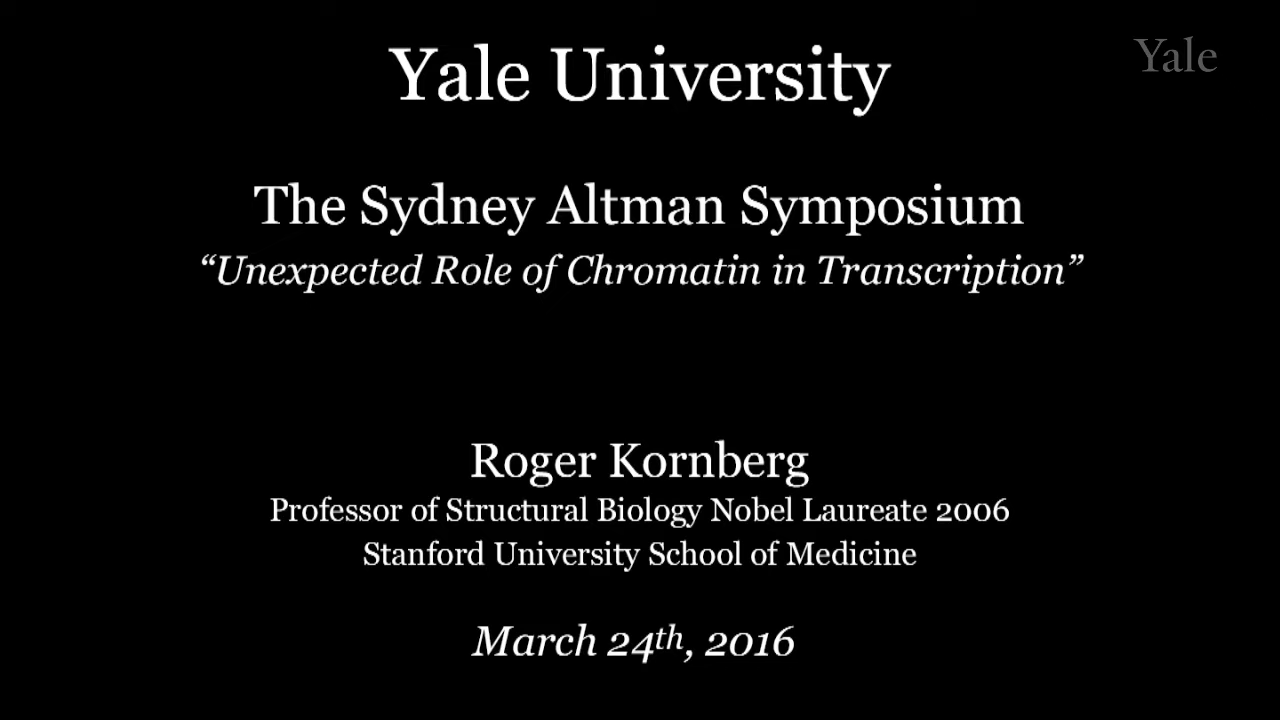 Yale University
Yale
The Sydney Altman Symposium
“Unexpected Role of Chromatin in Transcription”
Roger Kornberg
Professor of Structural Biology Nobel Laureate 2006
Stanford University School of Medicine
March 24th, 2016